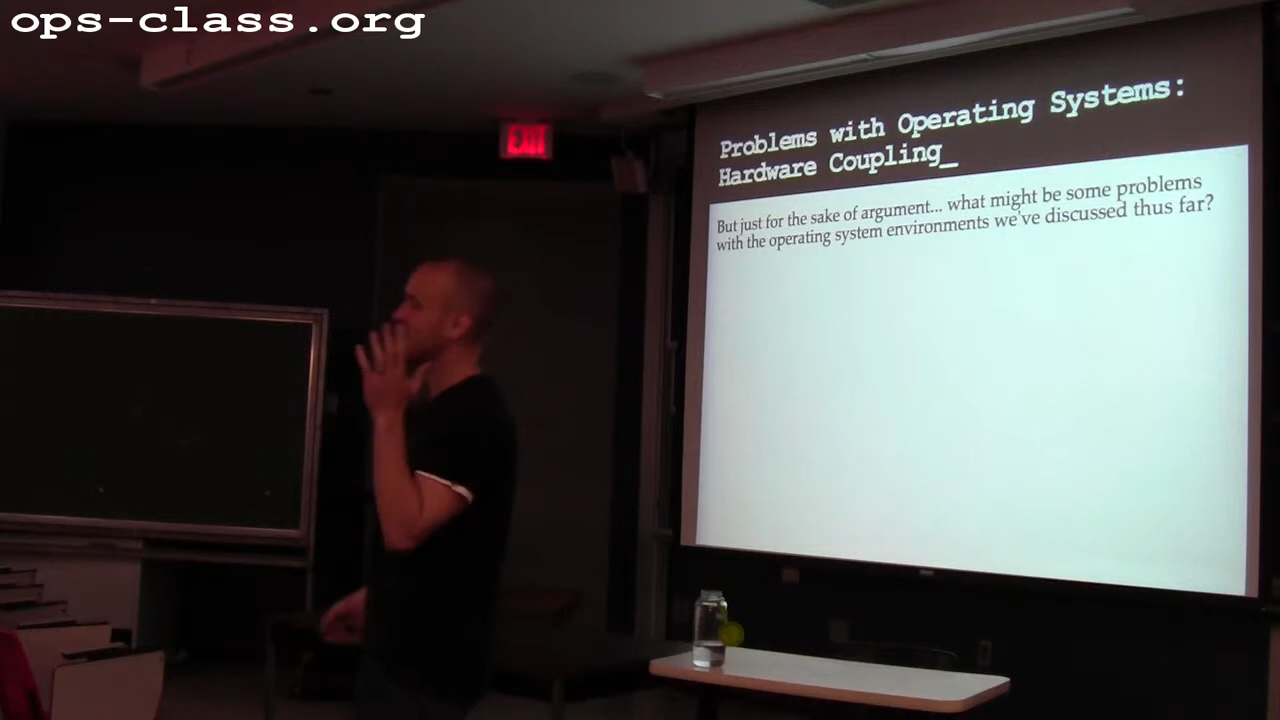 ops-class.org
EXIT
Problems with Operating Systems:
Hardware Coupling_
But just for the sake of argument... what might be some problems
with the operating system environments we've discussed thus far?